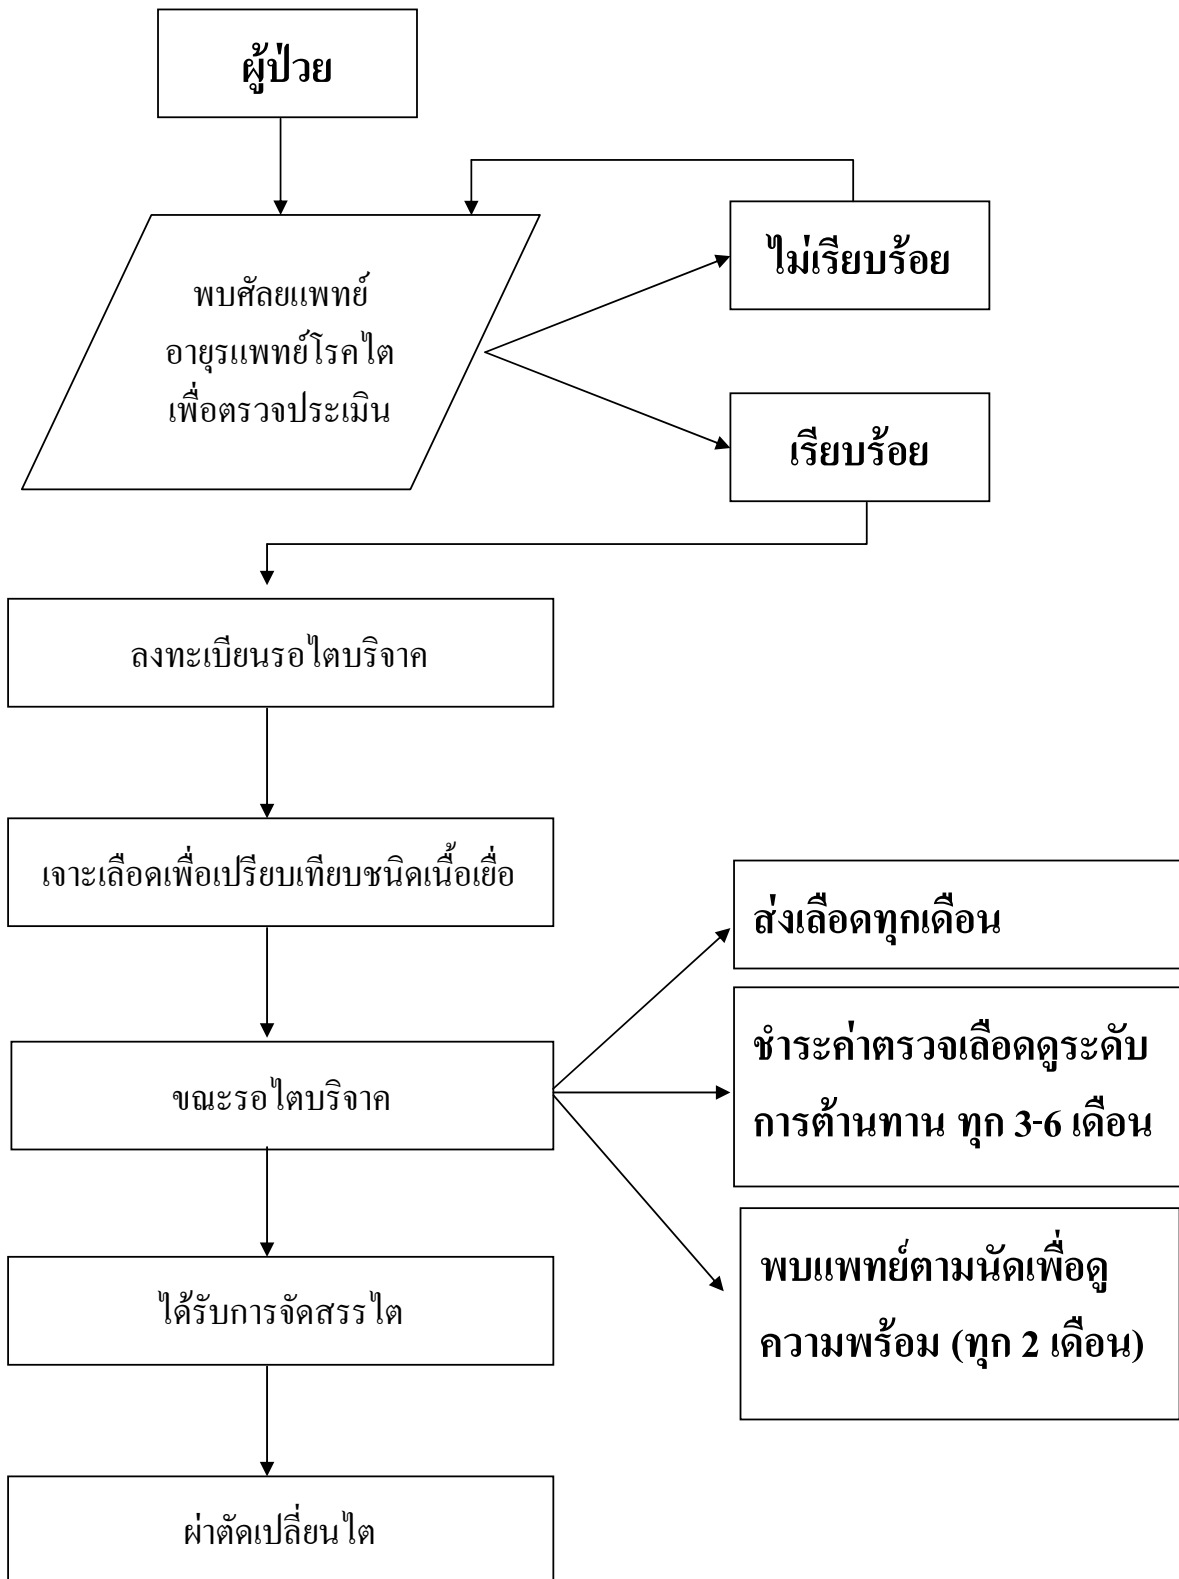 ผู้ป่วย
พบศัลยแพทย์
อายุรแพทย์โรคไต
เพื่อตรวจประเมิน
ไม่เรียบร้อย
เรียบร้อย
ลงทะเบียนรอไตบริจาค
เจาะเลือดเพื่อเปรียบเทียบชนิดเนื้อเยื่อ
ขณะรอไตบริจาค
ส่งเลือดทุกเดือน
ชำระค่าตรวจเลือดดูระดับ
การต้านทาน ทุก 3-6 เดือน
พบแพทย์ตามนัดเพื่อดู
ความพร้อม (ทุก 2 เดือน)
ได้รับการจัดสรรไต
ผ่าตัดเปลี่ยนไต